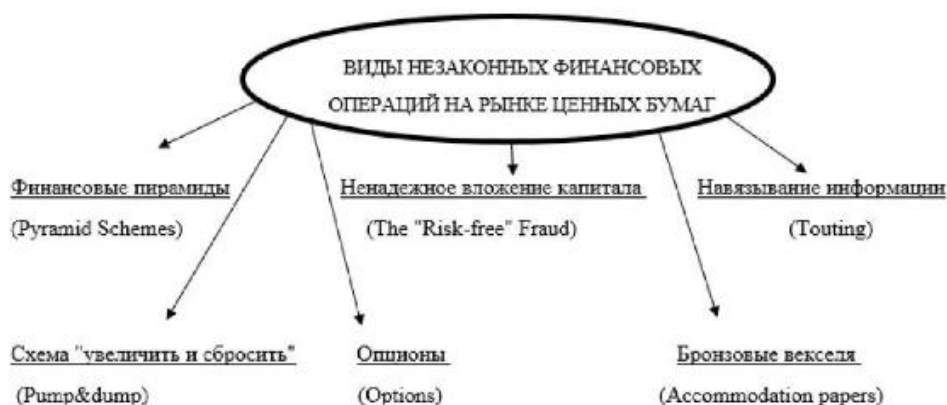 ВИДЫ НЕЗАКОННЫХ ФИНАНСОВЫХ
ОПЕРАЦИЙ НА РЫНКЕ ЦЕННЫХ БУМАГ
Финансовые пирамиды
(Pyramid Schemes)
Ненадежное вложение капитала
(The "Risk-free" Fraud)
Навязывание информации
(Touting)
Схема "увеличить и сбросить"
(Pump&dump)
Опционы
(Options)
Бронзовые векселя
(Accommodation papers)